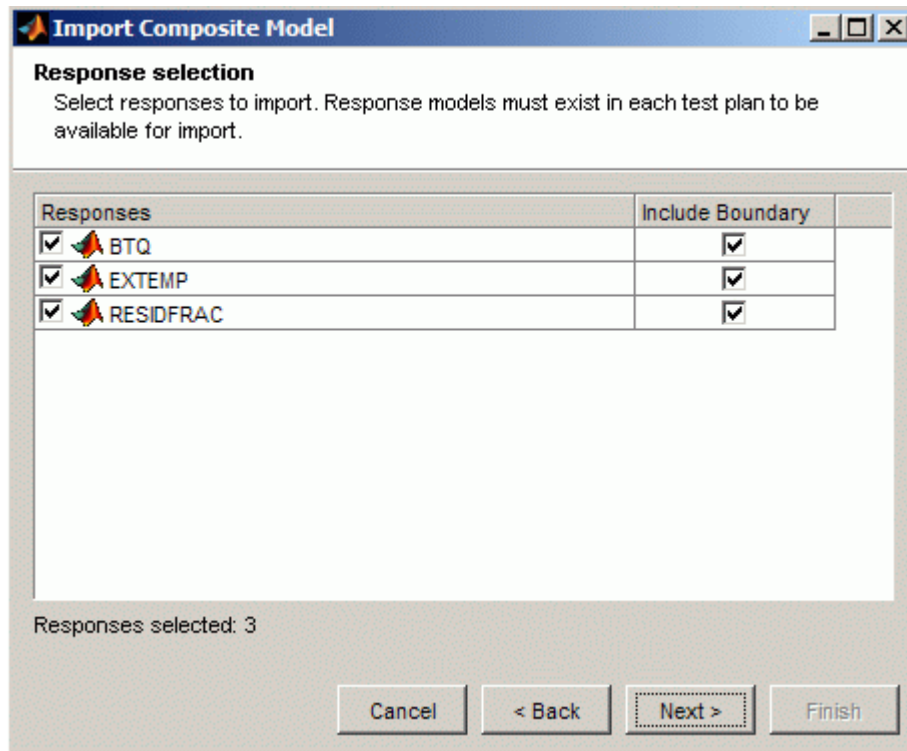 Import Composite Model
Response selection
Select responses to import. Response models must exist in each test plan to be
available for import.
Responses Include Boundary
BTQ
EXTEMP
RESIDFRAC
Responses selected: 3
Cancel < Back Next > Finish